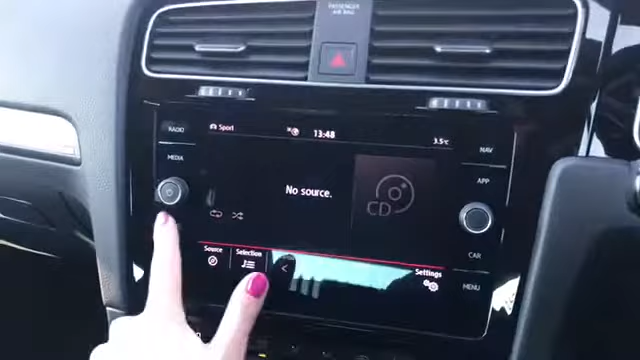 PASSENGER
AIR BAG
RADIO
Sport
13:48
3.5°C
NAV
MEDIA
No source.
CD
APP
CAR
Source
Selection
Settings
MENU